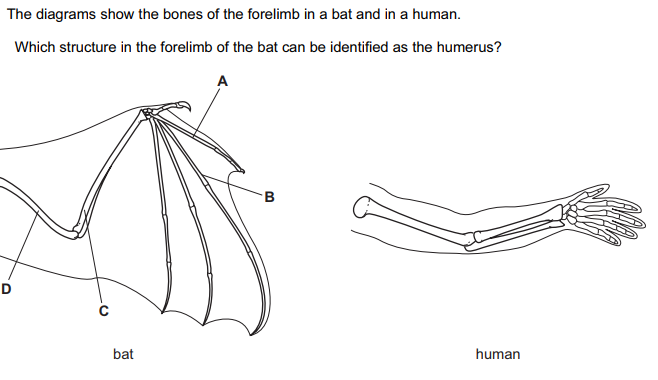 The diagrams show the bones of the forelimb in a bat and in a human.
Which structure in the forelimb of the bat can be identified as the humerus?
A
B
D
C
bat
human